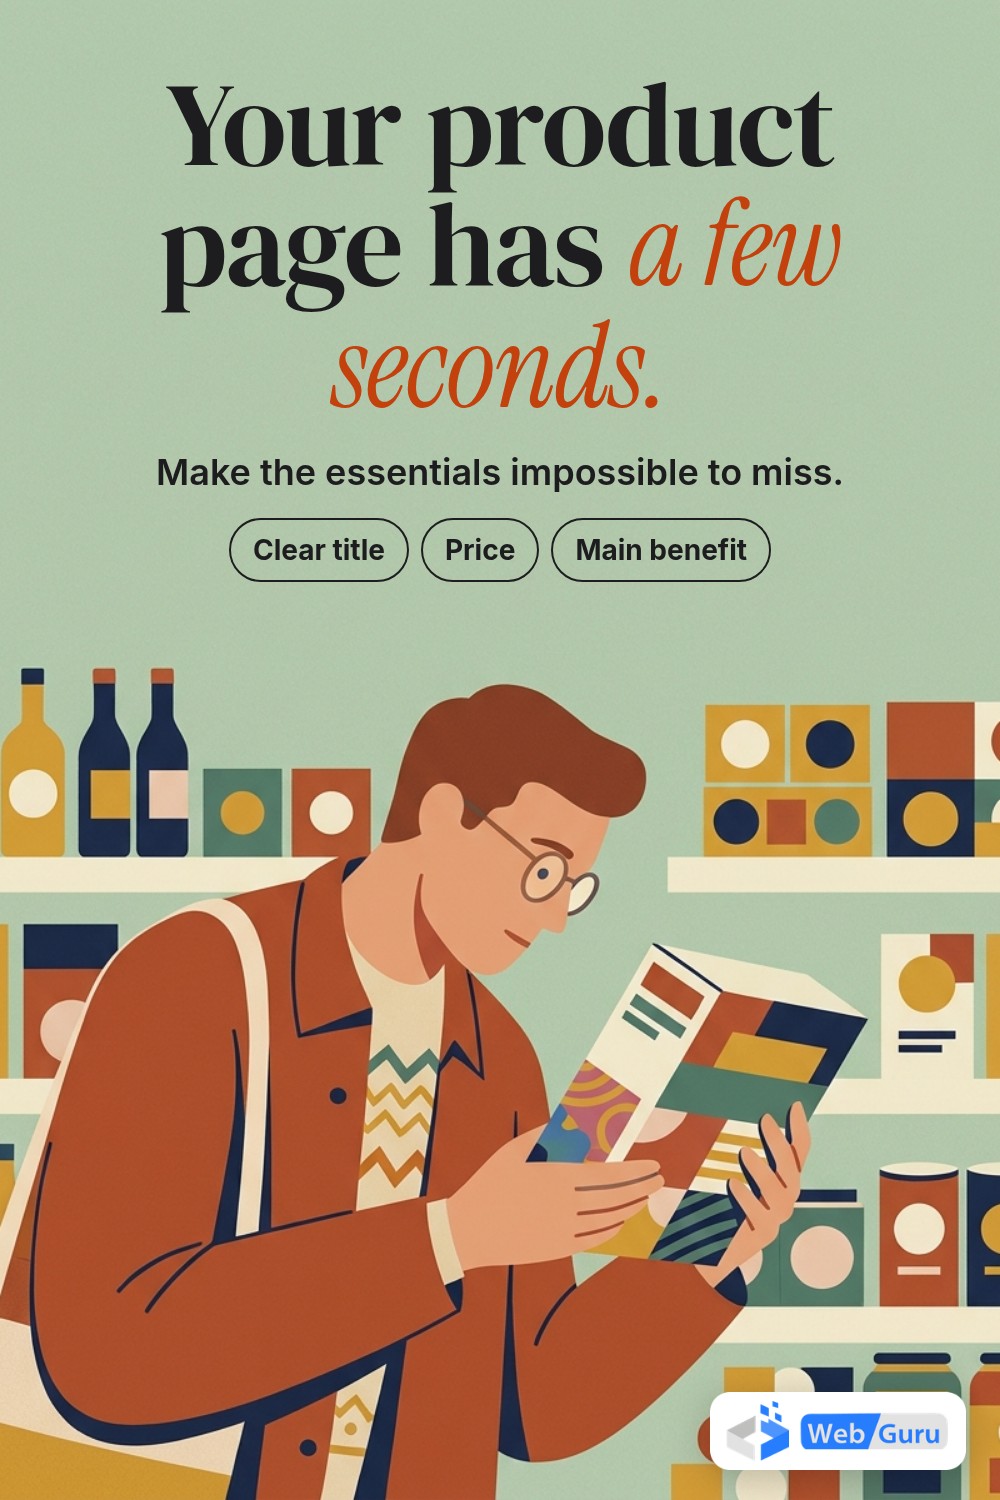 Your product
page has a few
seconds.
Make the essentials impossible to miss.
Clear title
Price
Main benefit
Web Guru